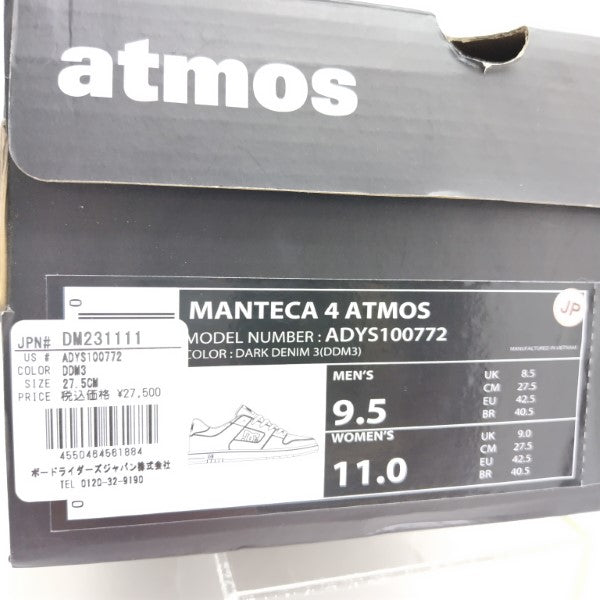 atmos
MANTECA 4 ATMOS
MODEL NUMBER : ADYS100772
COLOR : DARK DENIM 3(DDM3)
JP
MANUFACTURED IN VIETNAM
MEN'S
9.5
UK 8.5
CM 27.5
EU 42.5
BR 40.5
WOMEN'S
11.0
UK 9.0
CM 27.5
EU 42.5
BR 40.5
JPN# DM231111
US # ADYS100772
COLOR DDM3
SIZE 27.5CM
PRICE 税込価格 ¥27,500
4550464561884
ボードライダーズジャパン株式会社
TEL 0120-32-9190
0
0